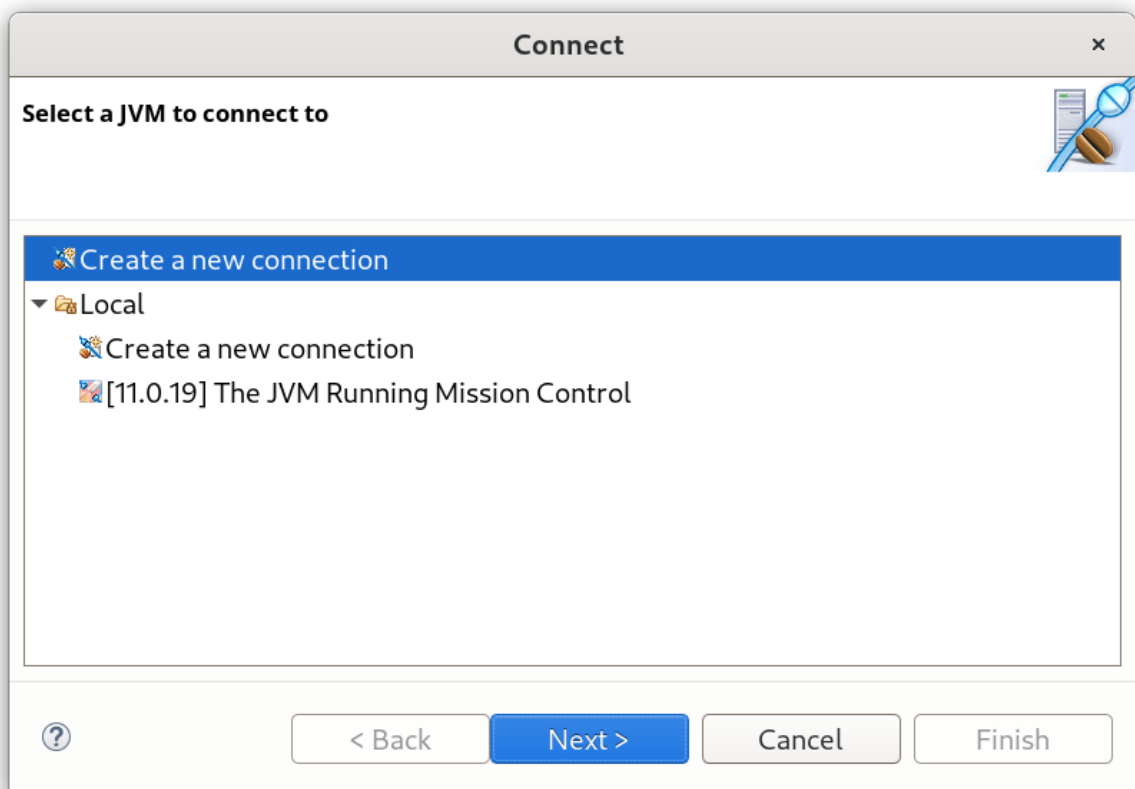 Connect
×
Select a JVM to connect to
Create a new connection
Local
Create a new connection
[11.0.19] The JVM Running Mission Control
?
< Back
Next >
Cancel
Finish